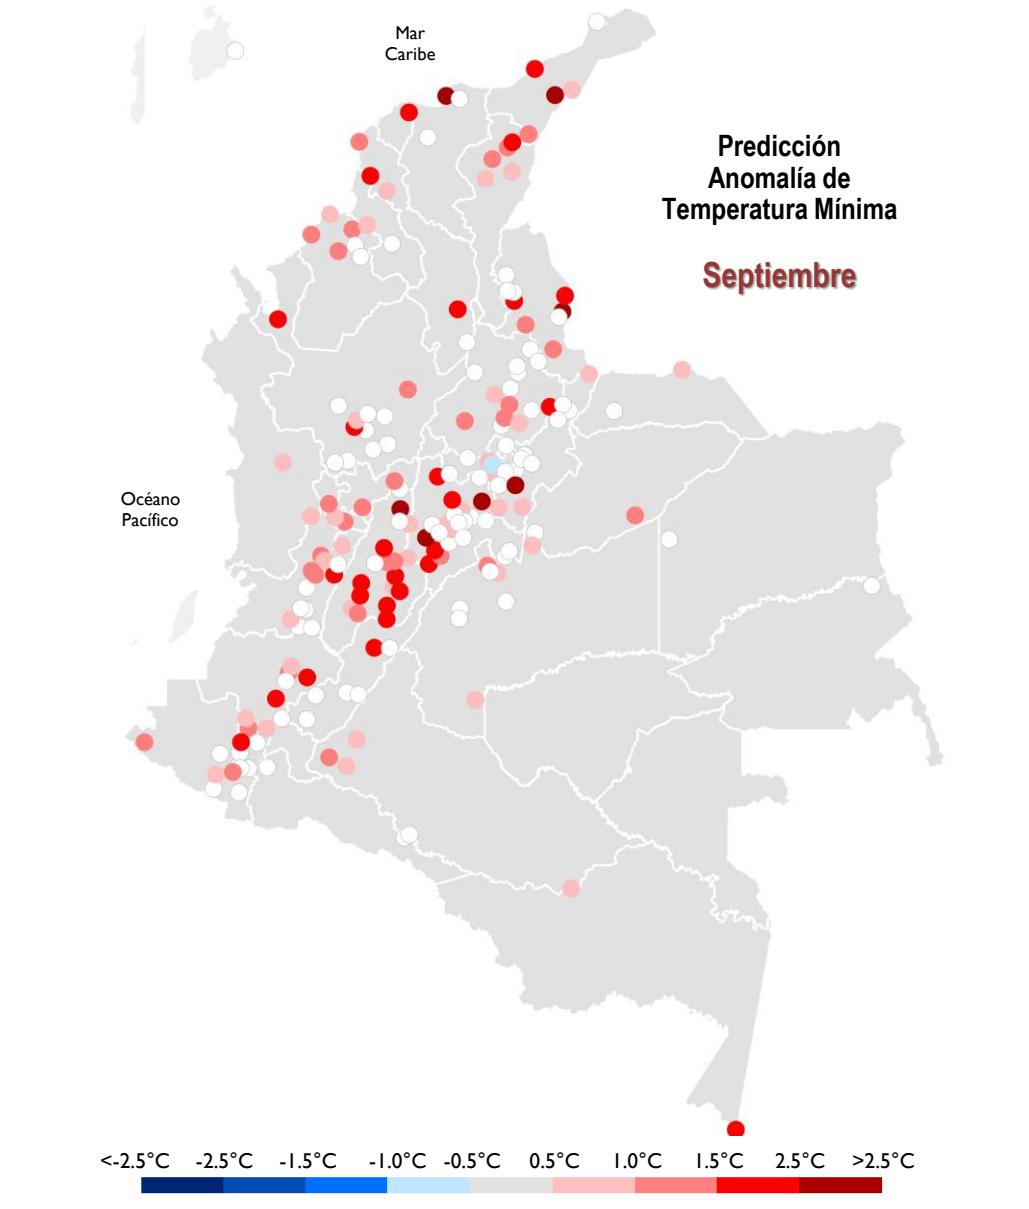 Mar
Caribe
Predicción
Anomalía de
Temperatura Mínima
Septiembre
Océano
Pacífico
<-2.5°C -2.5°C -1.5°C -1.0°C -0.5°C 0.5°C 1.0°C 1.5°C 2.5°C >2.5°C